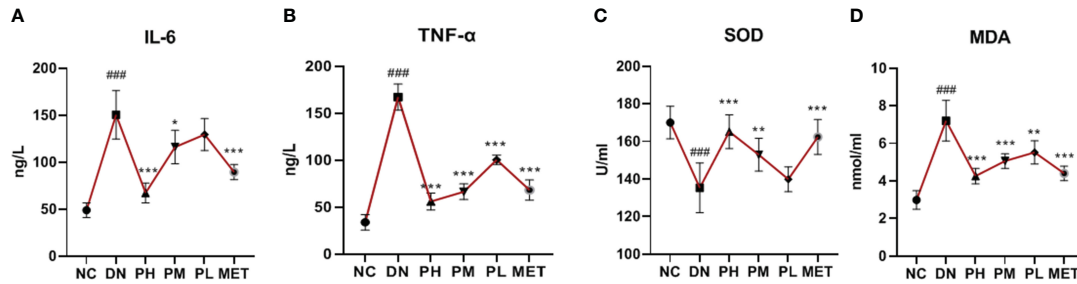 A
IL-6
200
150
100
50
0
ng/L
###
***
*
***
NC DN PH PM PL MET
B
TNF-α
200
150
100
50
0
ng/L
###
***
***
***
***
NC DN PH PM PL MET
C
SOD
200
180
160
140
120
100
U/ml
###
***
**
***
NC DN PH PM PL MET
D
MDA
10
8
6
4
2
0
nmol/ml
###
***
***
**
***
NC DN PH PM PL MET